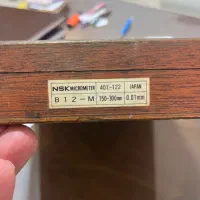 NSK MICROMETER 401-122 JAPAN
B12-M 150-300mm 0.01mm